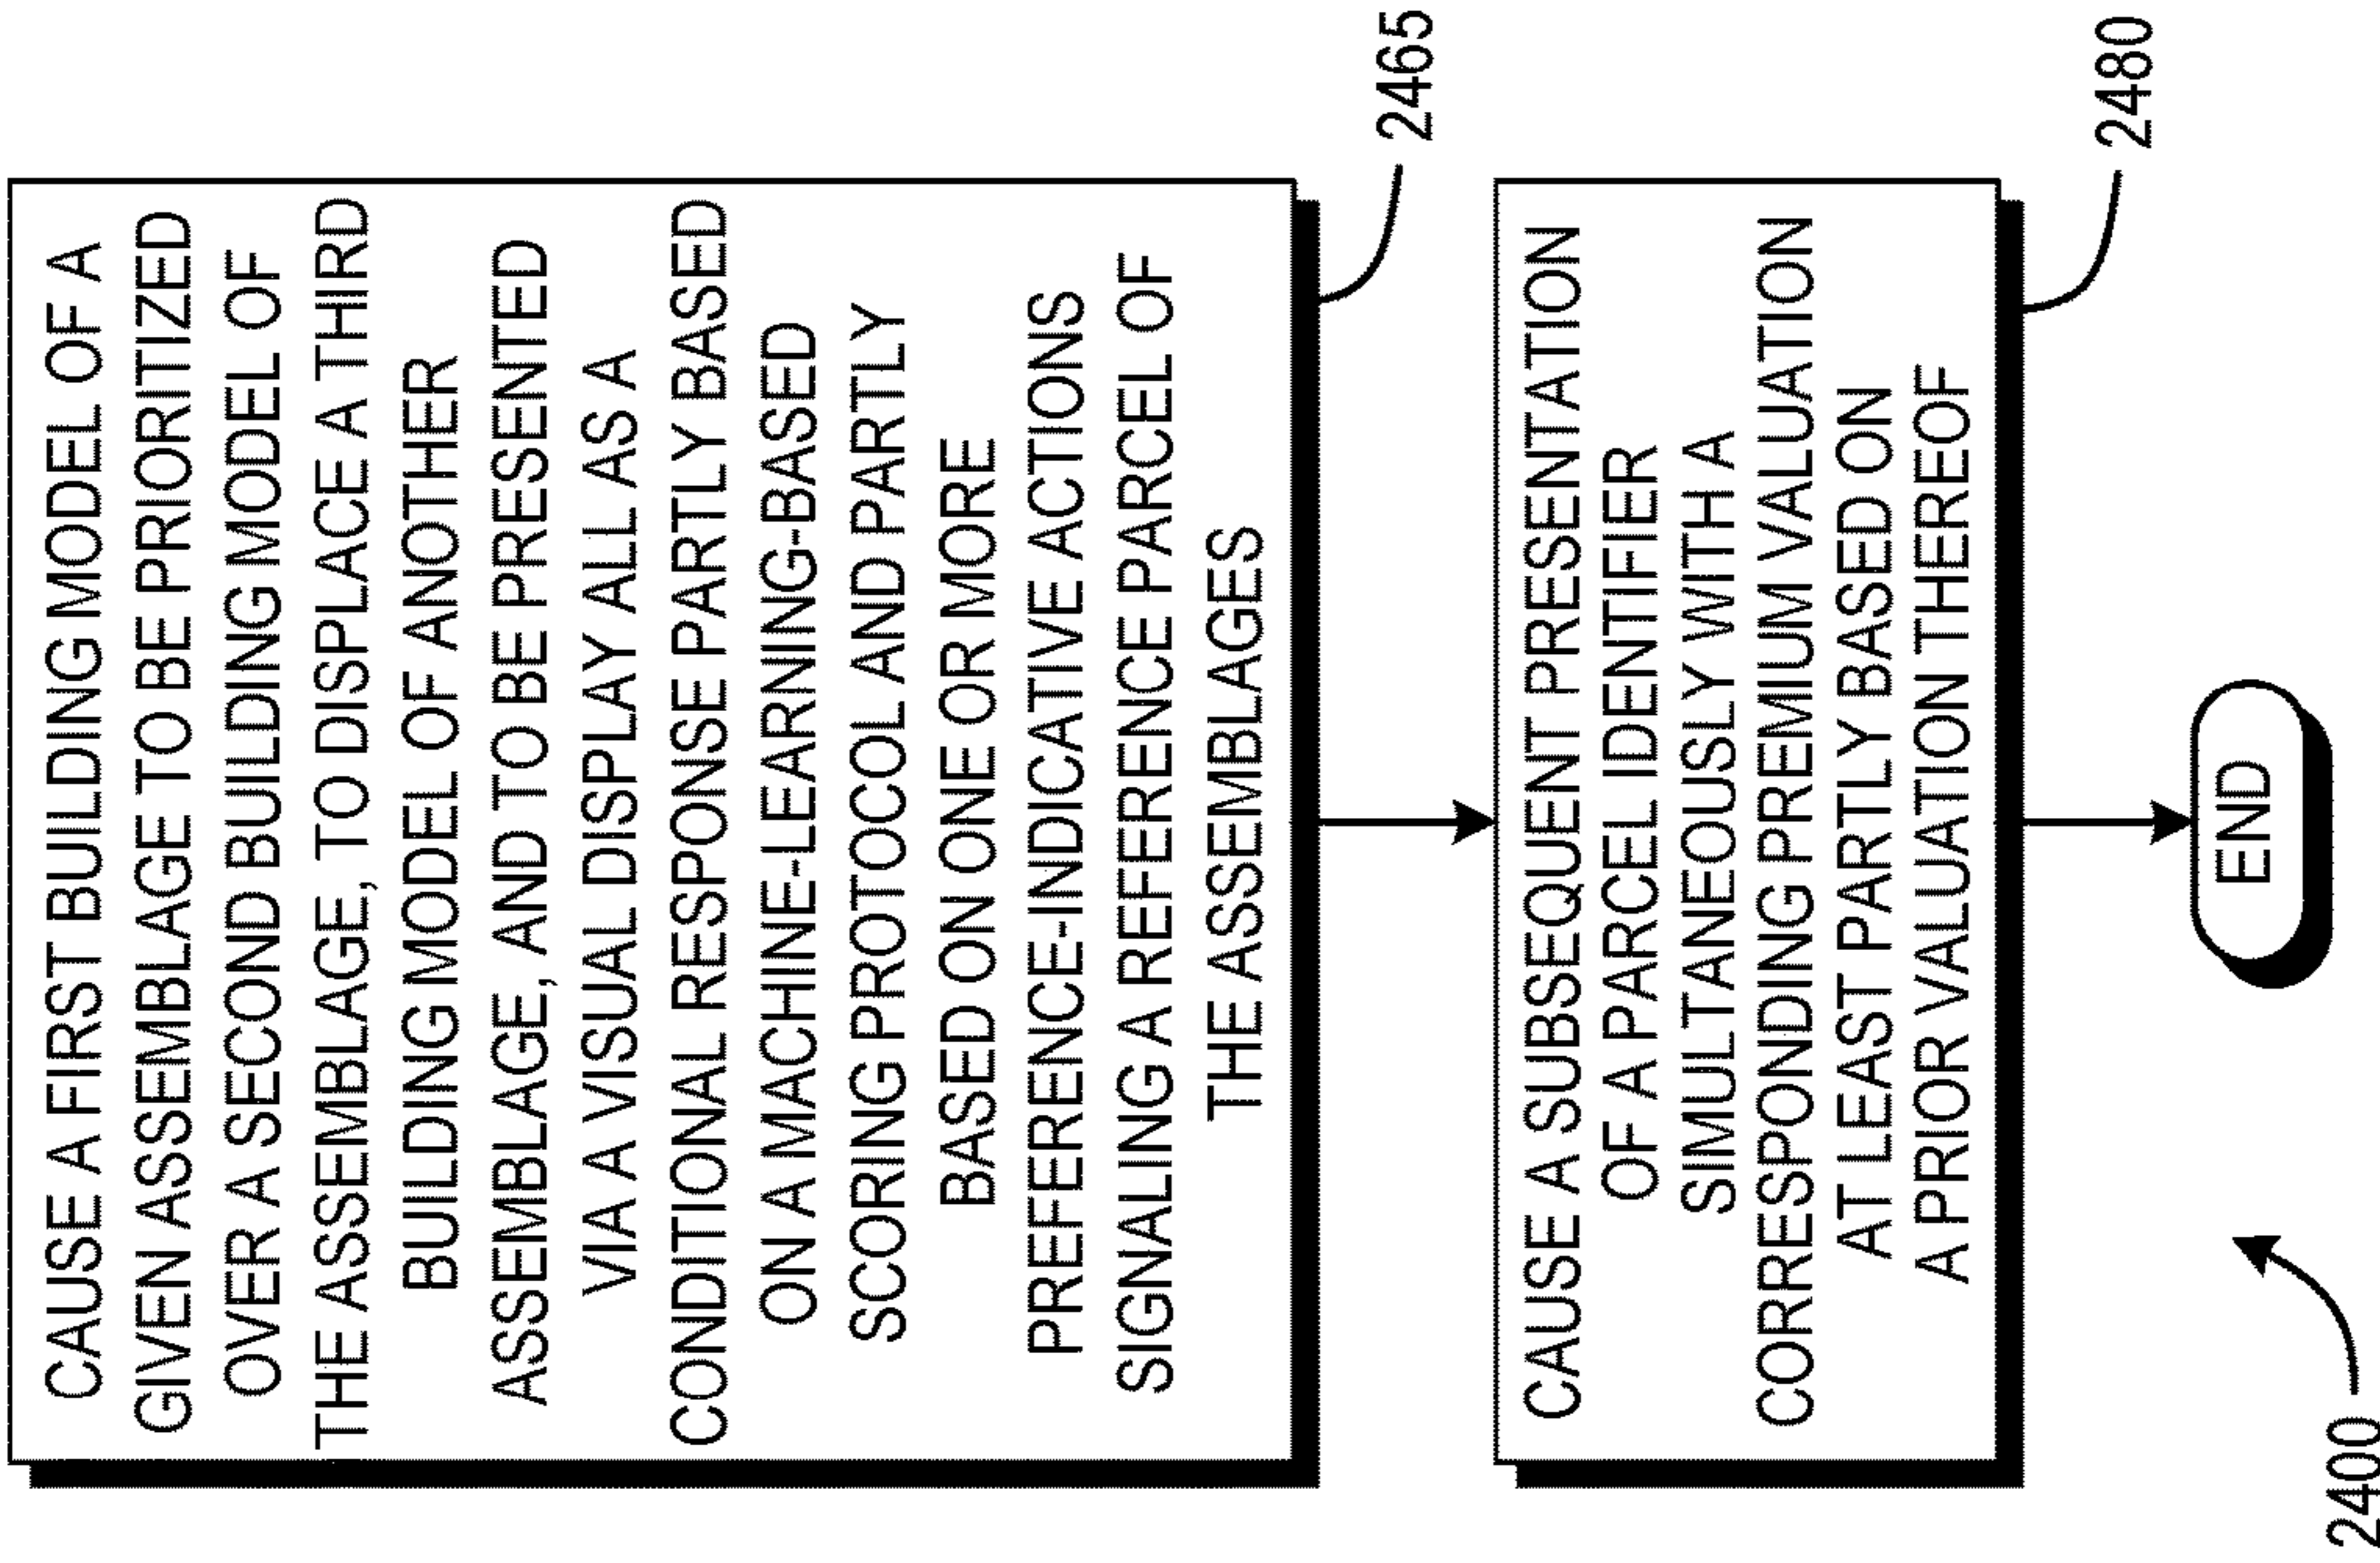 CAUSE A FIRST BUILDING MODEL OF A
GIVEN ASSEMBLAGE TO BE PRIORITIZED
OVER A SECOND BUILDING MODEL OF
THE ASSEMBLAGE, TO DISPLACE A THIRD
BUILDING MODEL OF ANOTHER
ASSEMBLAGE, AND TO BE PRESENTED
VIA A VISUAL DISPLAY ALL AS A
CONDITIONAL RESPONSE PARTLY BASED
ON A MACHINE-LEARNING-BASED
SCORING PROTOCOL AND PARTLY
BASED ON ONE OR MORE
PREFERENCE-INDICATIVE ACTIONS
SIGNALING A REFERENCE PARCEL OF
THE ASSEMBLAGES
2465
CAUSE A SUBSEQUENT PRESENTATION
OF A PARCEL IDENTIFIER
SIMULTANEOUSLY WITH A
CORRESPONDING PREMIUM VALUATION
AT LEAST PARTLY BASED ON
A PRIOR VALUATION THEREOF
2480
END
2400